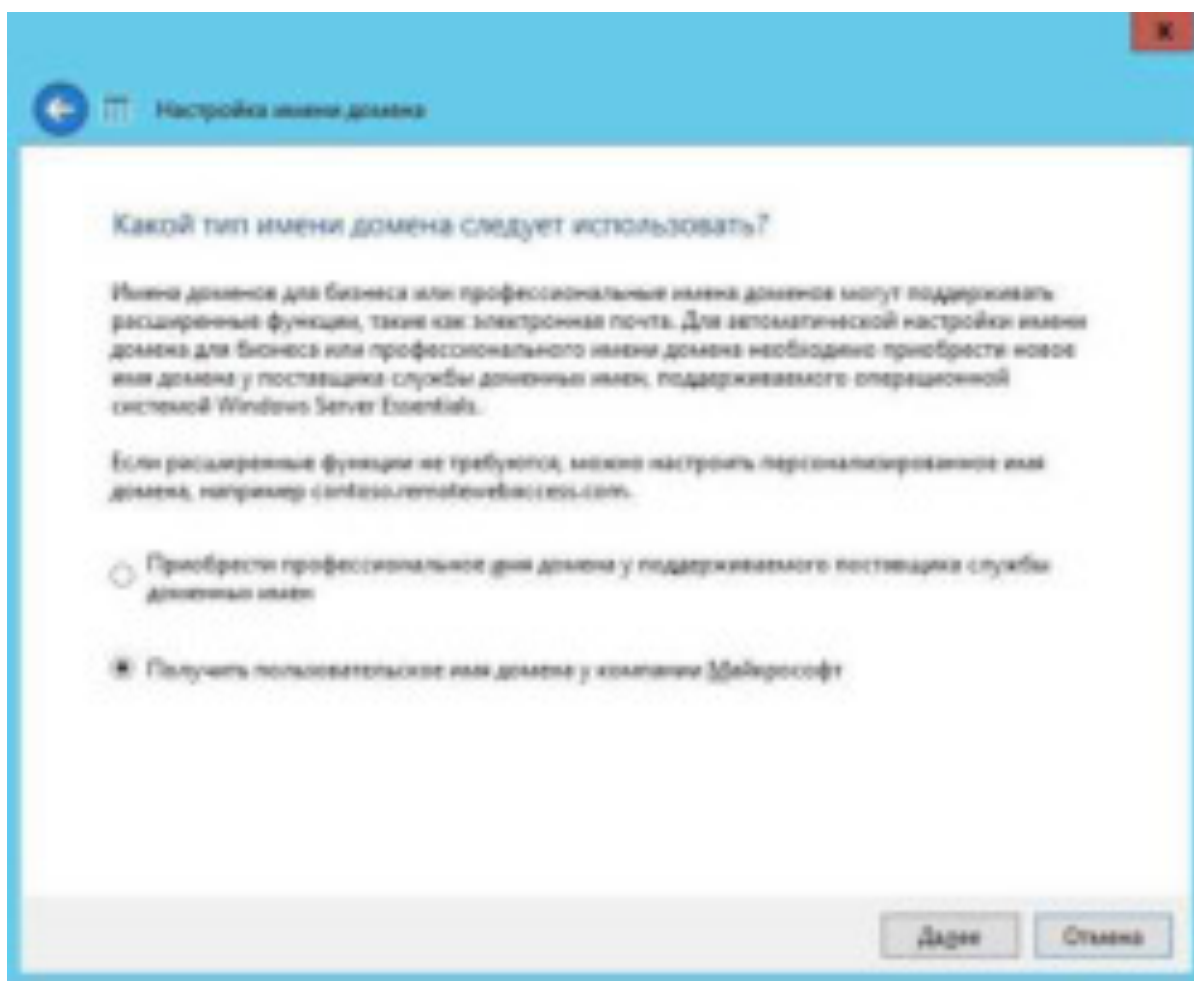 Настройка имени домена
Какой тип имени домена следует использовать?
Имена доменов для бизнеса или профессиональные имена доменов могут поддерживать
расширенные функции, такие как электронная почта. Для автоматической настройки имени
домена для бизнеса или профессионального имени домена необходимо приобрести новое
имя домена у поставщика службы доменных имен, поддерживаемого операционной
системой Windows Server Essentials.
Если расширенные функции не требуются, можно настроить персонализированное имя
домена, например contoso.remotewebaccess.com.
Приобрести профессиональное имя домена у поддерживаемого поставщика службы
доменных имен
Получить пользовательское имя домена у компании Майкрософт
Далее
Отмена